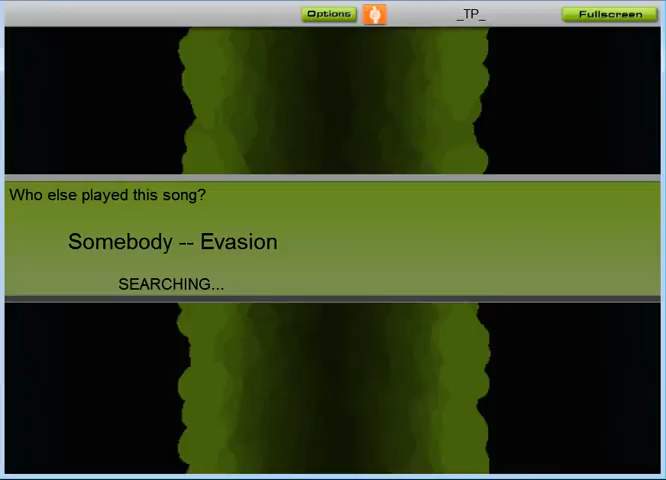 Options
_TP_
Fullscreen
Who else played this song?
Somebody -- Evasion
SEARCHING...